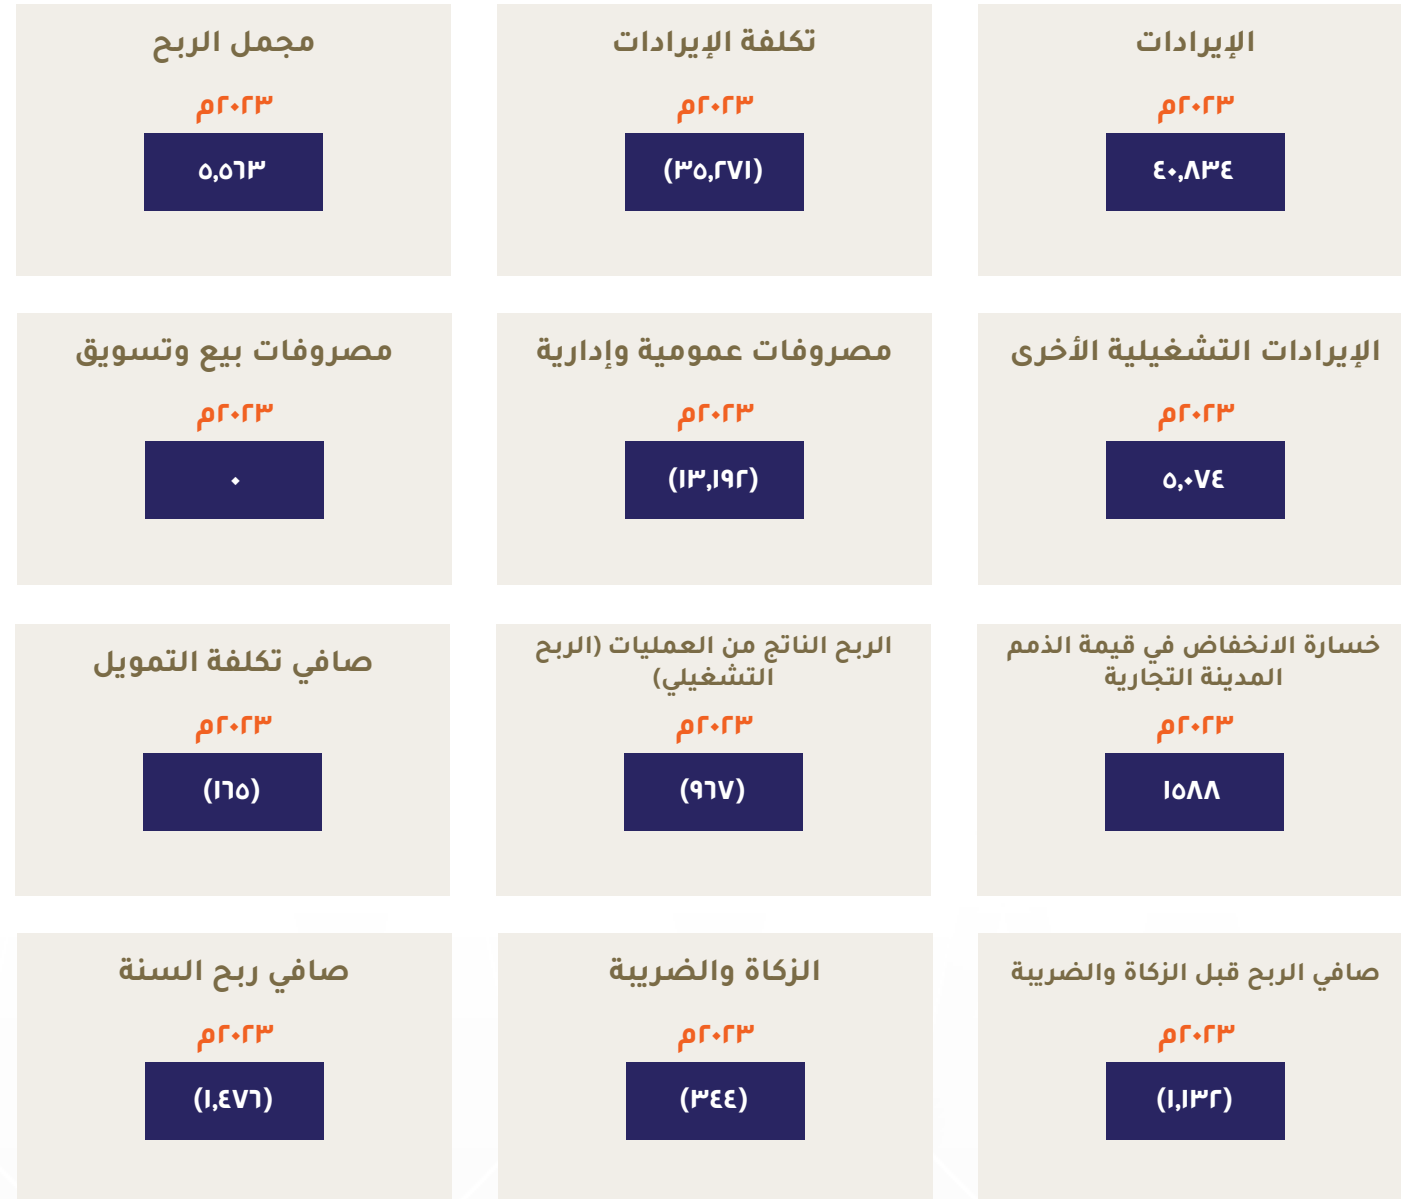 الإيرادات
٢٠٢٣م
٤٠,٨٣٤
تكلفة الإيرادات
٢٠٢٣م
(٣٥,٢٧١)
مجمل الربح
٢٠٢٣م
٥,٥٦٣
الإيرادات التشغيلية الأخرى
٢٠٢٣م
٥,٠٧٤
مصروفات عمومية وإدارية
٢٠٢٣م
(١٣,١٩٢)
مصروفات بيع وتسويق
٢٠٢٣م
٠
خسارة الانخفاض في قيمة الذمم
المدينة التجارية
٢٠٢٣م
١٥٨٨
الربح الناتج من العمليات (الربح
التشغيلي)
٢٠٢٣م
(٩٦٧)
صافي تكلفة التمويل
٢٠٢٣م
(١٦٥)
صافي الربح قبل الزكاة والضريبة
٢٠٢٣م
(١,١٣٢)
الزكاة والضريبة
٢٠٢٣م
(٣٤٤)
صافي ربح السنة
٢٠٢٣م
(١,٤٧٦)